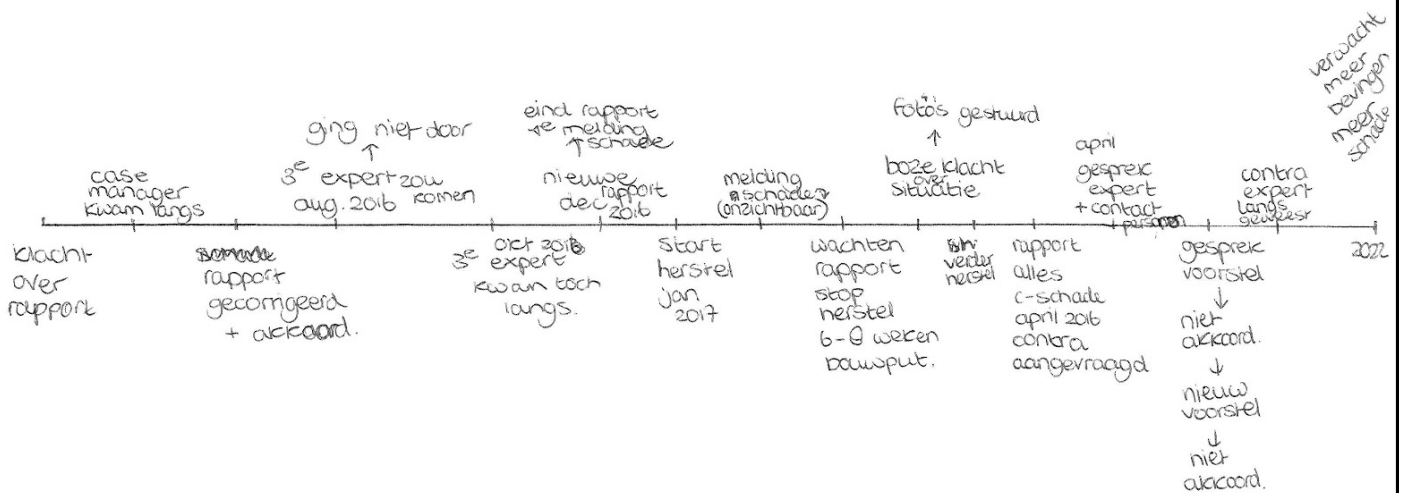 klacht
over
rapport
case
manager
kwam langs
rapport
gecorrigeerd
+ akkoord.
ging niet door
↑
3e expert zou
aug. 2016 komen
okt 2016
3e expert
kwam toch
langs.
eind rapport
1e melding
↑ schade
nieuwe
rapport
dec 2016
start
herstel
jan
2017
melding
schade
(onzichtbaar)
wachten
rapport
stop
herstel
6-8 weken
bouwput.
foto's gestuurd
↑
boze klacht
over
situatie
verder
herstel
rapport
alles
c-schade
april 2016
contra
aangevraagd
april
gesprek
expert
+ contact
personen
gesprek
voorstel
↓
niet
akkoord.
↓
nieuw
voorstel
↓
niet
akkoord.
contra
expert
langs
geweest
2022
verwacht
meer
bevingen
meer
schade